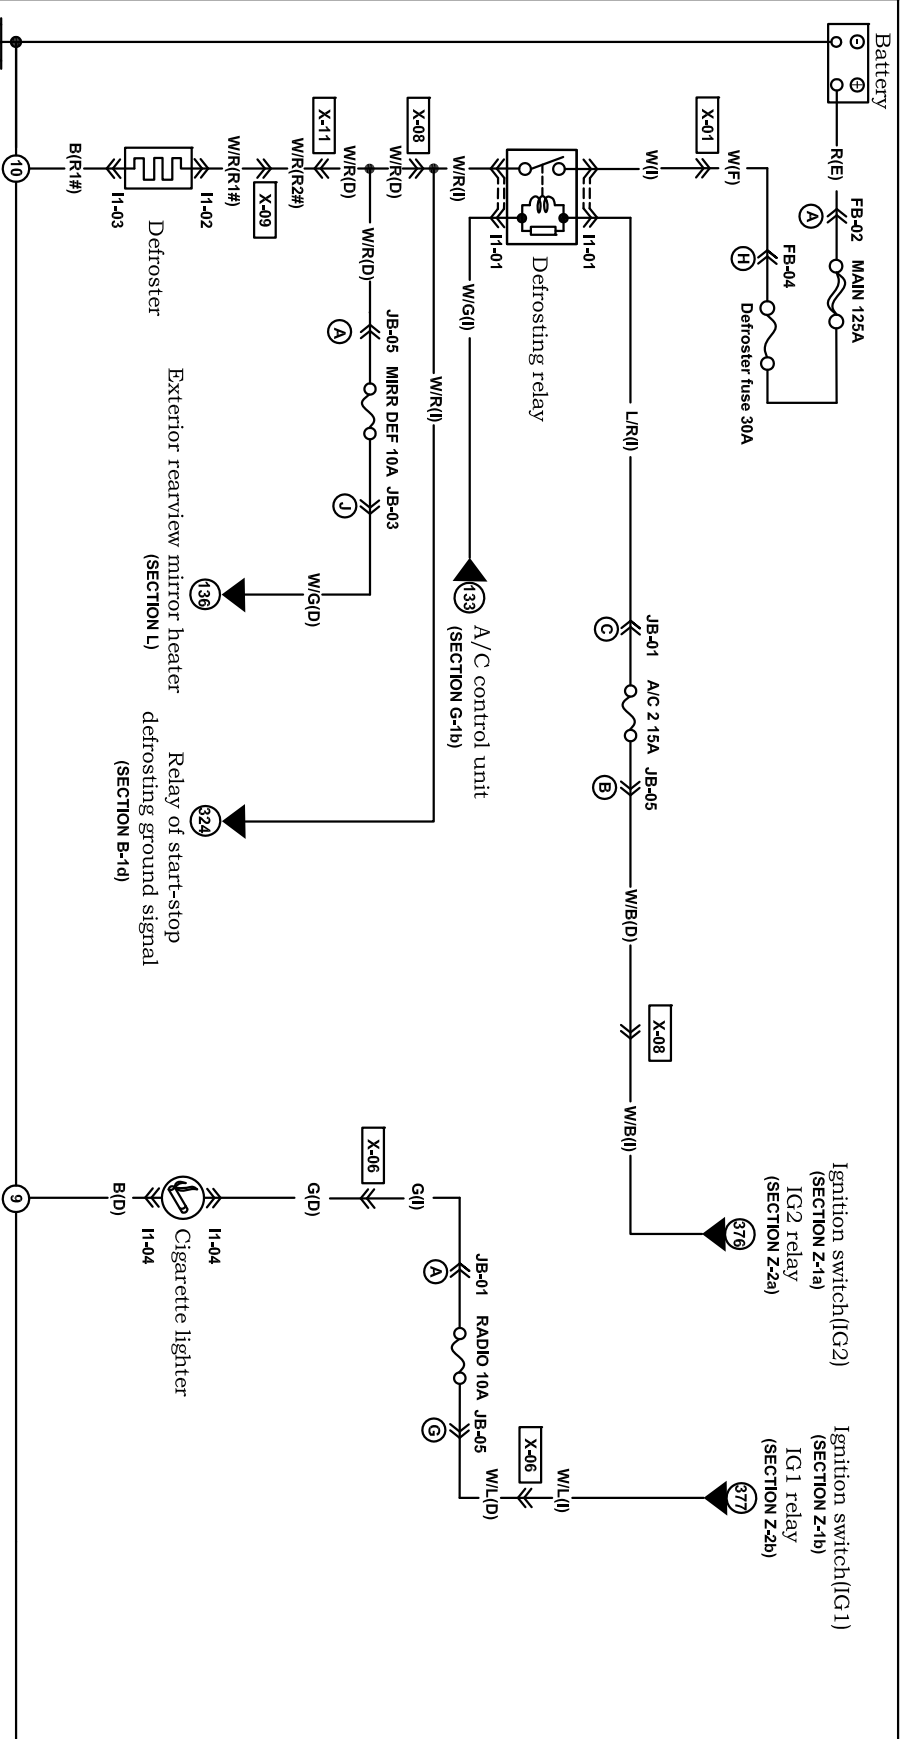 Battery
-
+
R(E)
FB-02
A
MAIN 125A
FB-04
H
Defroster fuse 30A
W(F)
X-01
W(I)
I1-01
I1-01
Defrosting relay
L/R(I)
JB-01
C
A/C 2 15A
JB-05
B
W/B(D)
X-08
W/B(I)
376
Ignition switch(IG2)
(SECTION Z-1a)
IG2 relay
(SECTION Z-2a)
377
Ignition switch(IG1)
(SECTION Z-1b)
IG1 relay
(SECTION Z-2b)
W/L(I)
X-06
W/L(D)
JB-05
G
RADIO 10A
JB-01
A
G(I)
X-06
G(D)
I1-04
Cigarette lighter
I1-04
B(D)
9
W/G(I)
133
A/C control unit
(SECTION G-1b)
W/R(I)
X-08
W/R(D)
W/R(I)
324
Relay of start-stop
defrosting ground signal
(SECTION B-1d)
W/R(D)
JB-05
A
MIRR DEF 10A
JB-03
J
W/G(D)
136
Exterior rearview mirror heater
(SECTION L)
W/R(D)
X-11
W/R(R2#)
X-09
W/R(R1#)
I1-02
Defroster
I1-03
B(R1#)
10